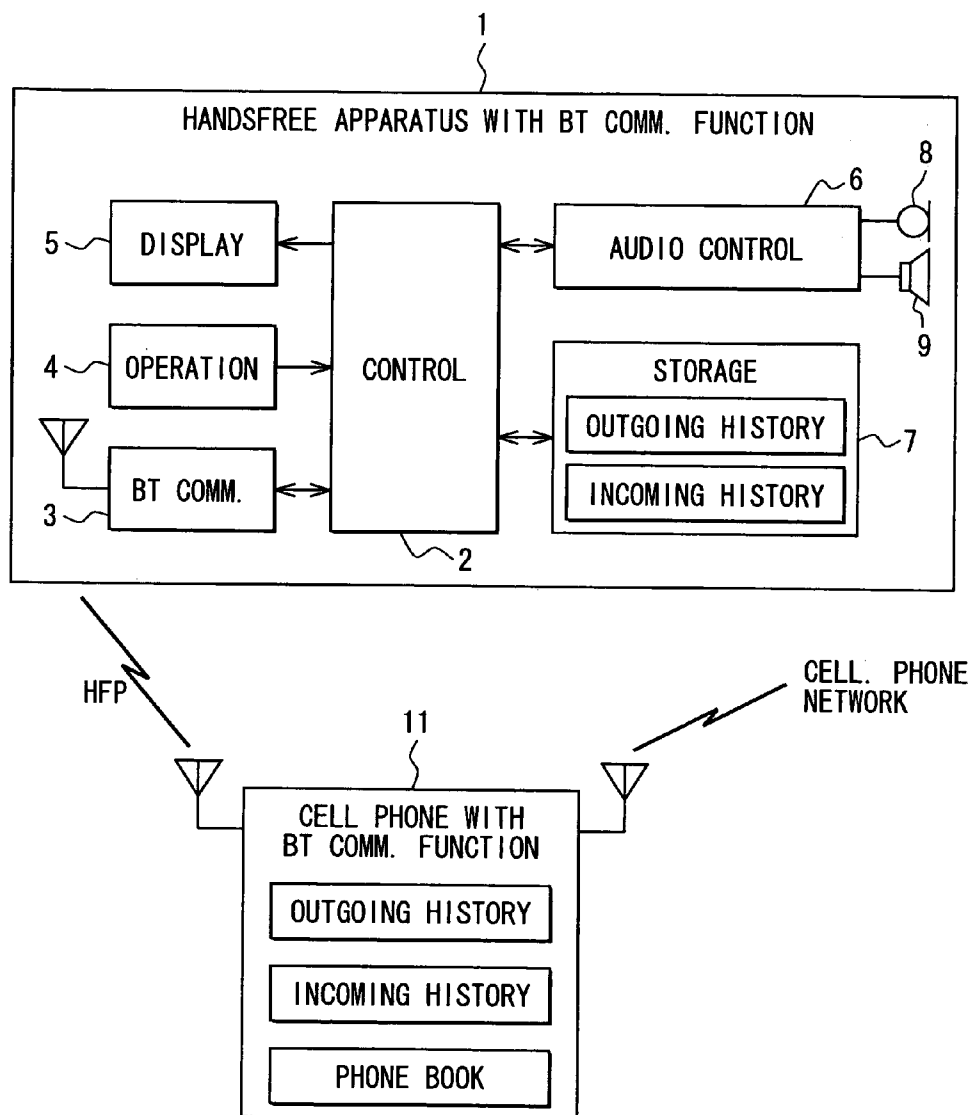 1
HANDSFREE APPARATUS WITH BT COMM. FUNCTION
8
6
5
DISPLAY
AUDIO CONTROL
9
4
OPERATION
CONTROL
STORAGE
OUTGOING HISTORY
7
INCOMING HISTORY
BT COMM.
3
2
HFP
CELL. PHONE
NETWORK
11
CELL PHONE WITH
BT COMM. FUNCTION
OUTGOING HISTORY
INCOMING HISTORY
PHONE BOOK